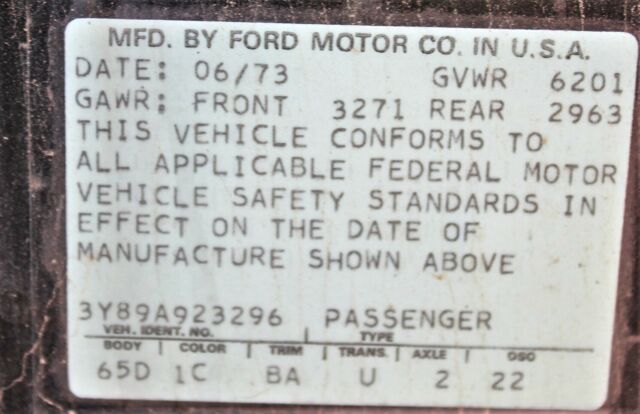 MFD. BY FORD MOTOR CO. IN U.S.A.
DATE: 06/73 GVWR 6201
GAWR: FRONT 3271 REAR 2963
THIS VEHICLE CONFORMS TO
ALL APPLICABLE FEDERAL MOTOR
VEHICLE SAFETY STANDARDS IN
EFFECT ON THE DATE OF
MANUFACTURE SHOWN ABOVE
3Y89A923296 PASSENGER
VEH. IDENT. NO. TYPE
BODY | COLOR | TRIM | TRANS. | AXLE | DSO
65D 1C BA U 2 22